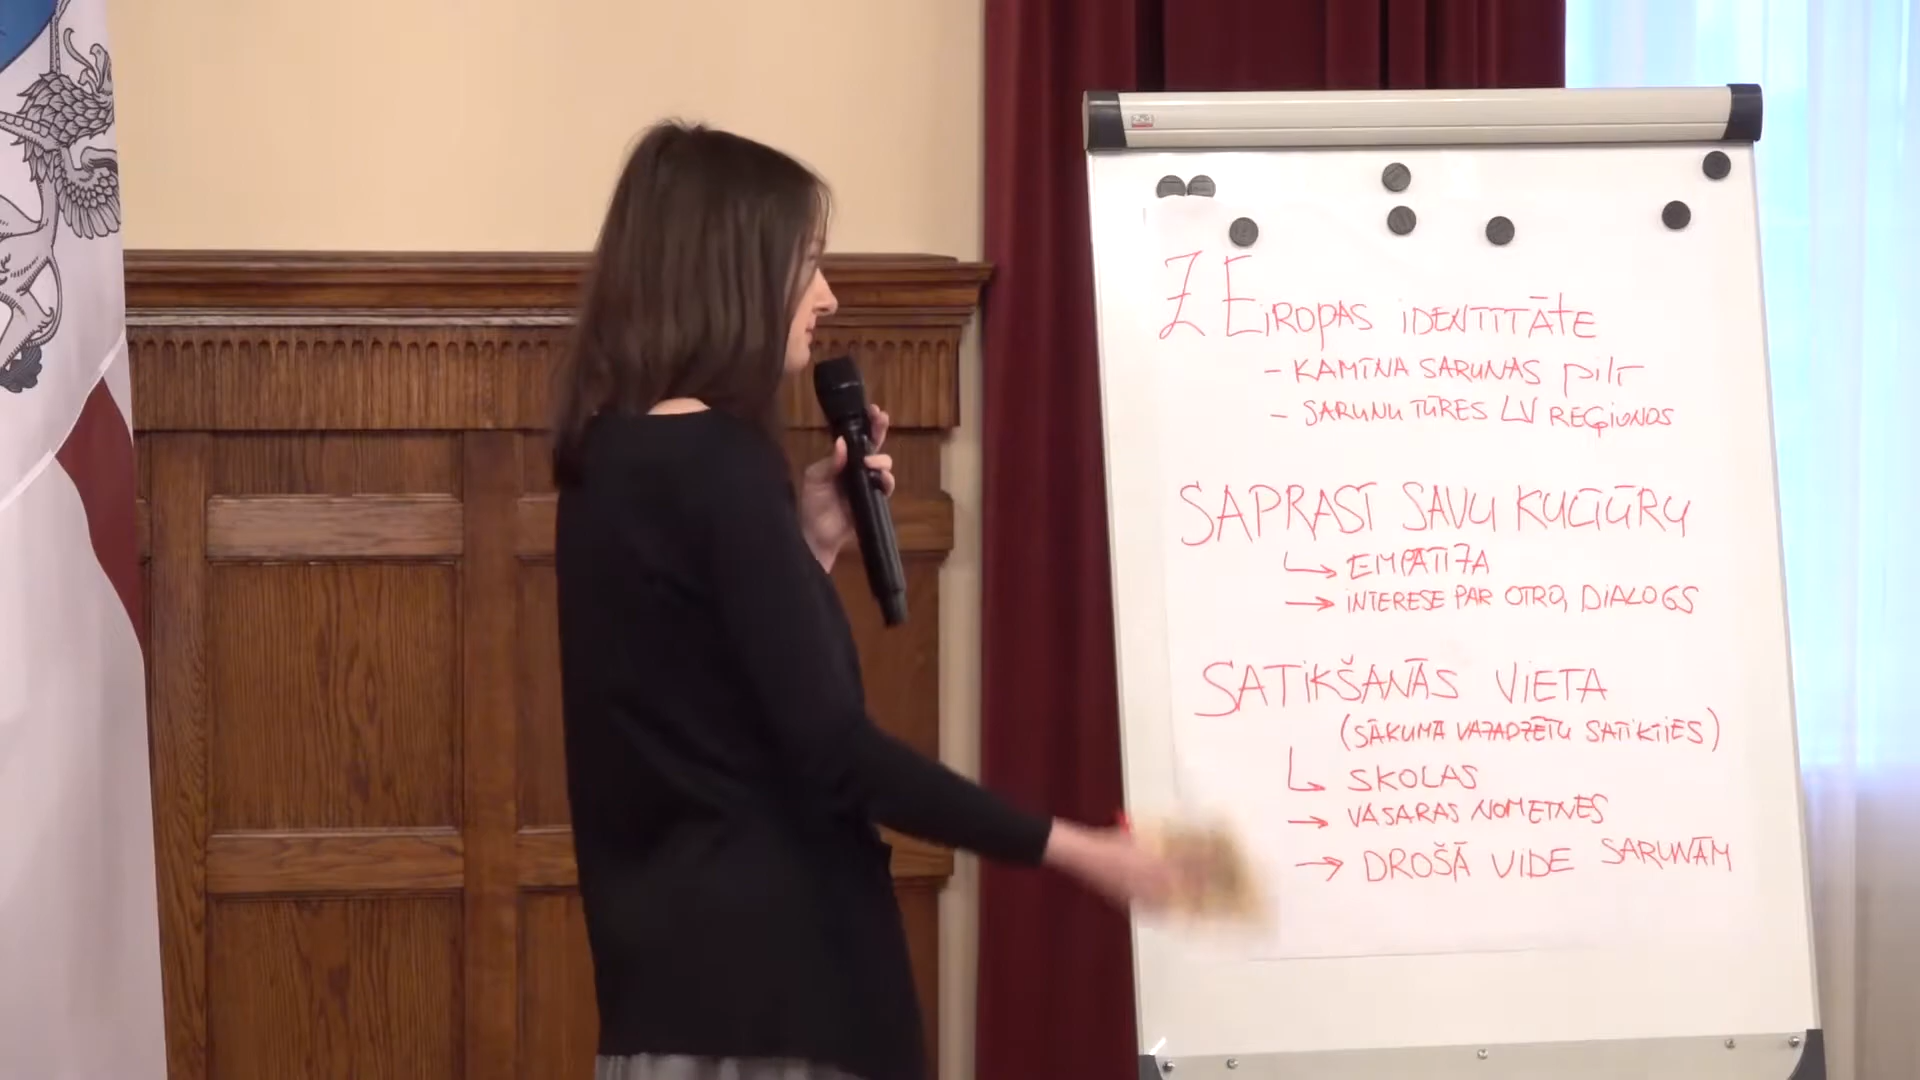 Z EIROPAS IDENTITĀTE
- KAMĪNA SARUNAS PILĪ
- SARUNU TŪRES LV REĢIONOS
SAPRAST SAVU KULTŪRU
↳ EMPĀTIJA
→ INTERESE PAR OTRO, DIALOGS
SATIKŠANĀS VIETA
(SĀKUMĀ VAJADZĒTU SATIKTIES)
↳ SKOLAS
→ VASARAS NOMETNES
→ DROŠĀ VIDE SARUNĀM